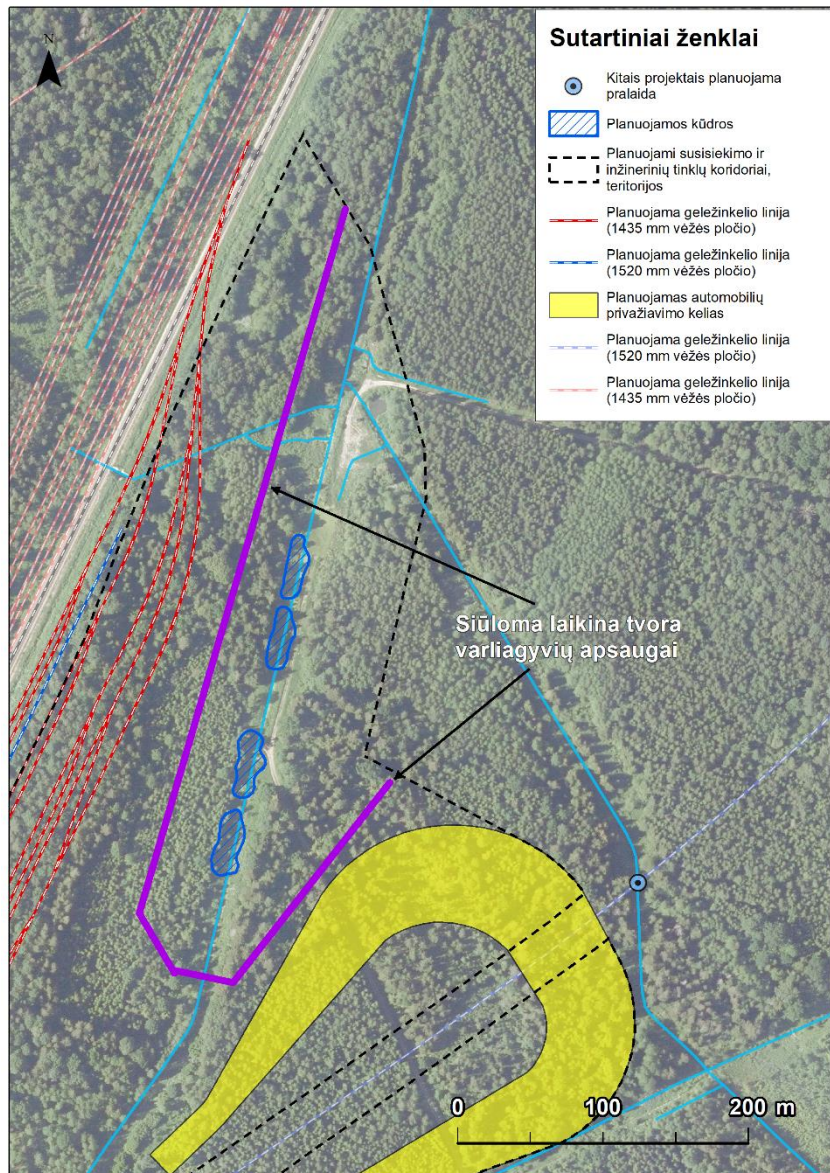 N
Sutartiniai ženklai
Kitais projektais planuojama
pralaida
Planuojamos kūdros
Planuojami susisiekimo ir
inžinerinių tinklų koridoriai,
teritorijos
Planuojama geležinkelio linija
(1435 mm vėžės pločio)
Planuojama geležinkelio linija
(1520 mm vėžės pločio)
Planuojamas automobilių
privažiavimo kelias
Planuojama geležinkelio linija
(1520 mm vėžės pločio)
Planuojama geležinkelio linija
(1435 mm vėžės pločio)
Siūloma laikina tvora
varliagyvių apsaugai
0 100 200 m